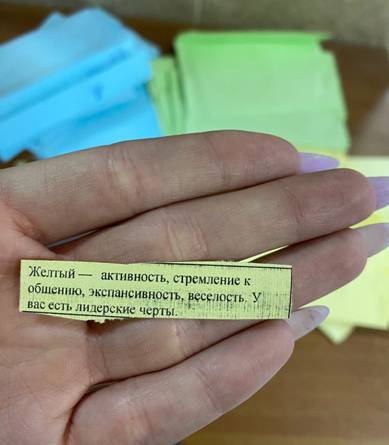 Желтый — активность, стремление к
общению, экспансивность, веселость. У
вас есть лидерские черты.